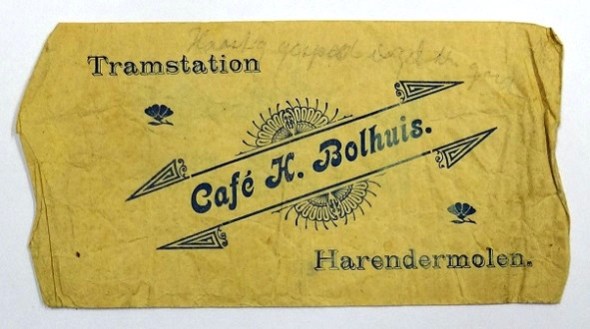 Tramstation
Café H. Bolhuis.
Harendermolen.